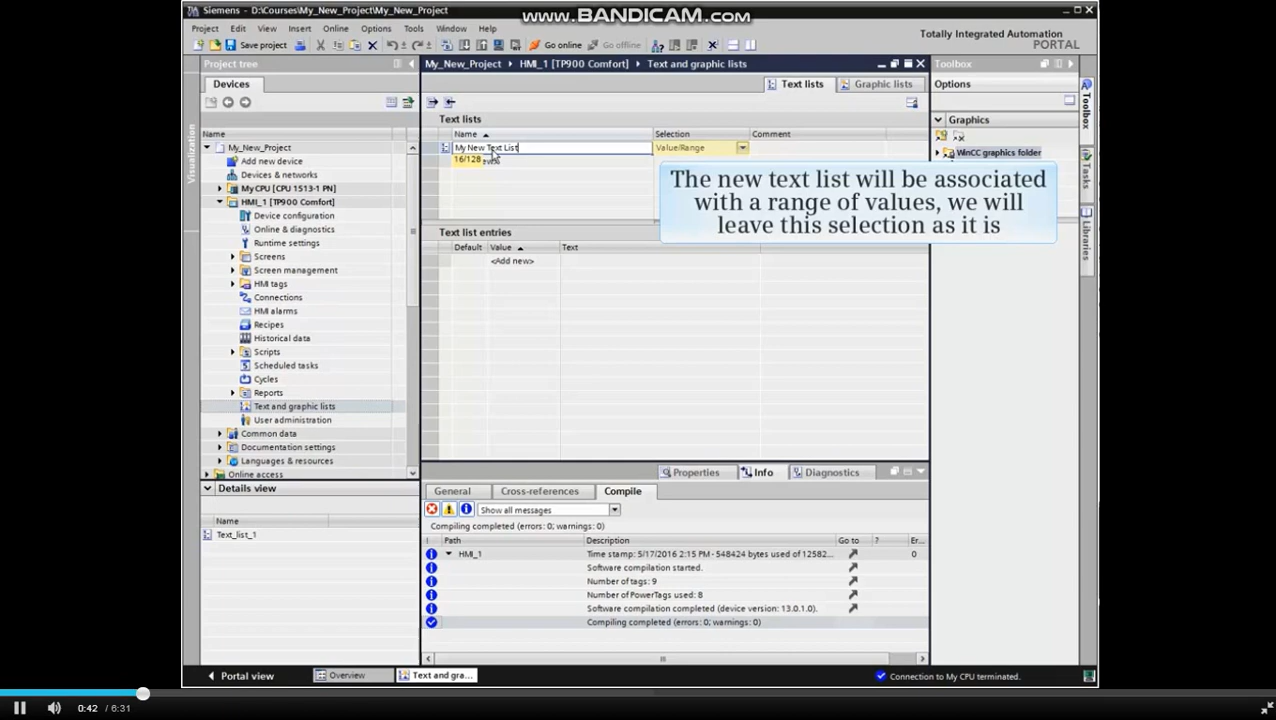 Siemens - D:\Courses\My_New_Project\My_New_Project
www.BANDICAM.com
Project Edit View Insert Online Options Tools Window Help
Totally Integrated Automation
PORTAL
Save project
Go online
Go offline
Project tree
My_New_Project HMI_1 [TP900 Comfort] Text and graphic lists
Toolbox
Devices
Text lists
Graphic lists
Options
Visualization
Toolbox
Tasks
Libraries
Name
My_New_Project
Add new device
Devices & networks
My CPU [CPU 1513-1 PN]
HMI_1 [TP900 Comfort]
Device configuration
Online & diagnostics
Runtime settings
Screens
Screen management
HMI tags
Connections
HMI alarms
Recipes
Historical data
Scripts
Scheduled tasks
Cycles
Reports
Text and graphic lists
User administration
Common data
Documentation settings
Languages & resources
Online access
Text lists
Name Selection Comment
My New Text List Value/Range
16/128
Graphics
WinCC graphics folder
The new text list will be associated
with a range of values, we will
leave this selection as it is
Text list entries
Default Value Text
<Add new>
Details view
Name
Text_list_1
Properties Info Diagnostics
General Cross-references Compile
Show all messages
Compiling completed (errors: 0; warnings: 0)
! Path Description Go to ? Er...
HMI_1 Time stamp: 5/17/2016 2:15 PM - 548424 bytes used of 12582... 0
Software compilation started.
Number of tags: 9
Number of PowerTags used: 8
Software compilation completed (device version: 13.0.1.0).
Compiling completed (errors: 0; warnings: 0)
Portal view
Overview
Text and gra...
Connection to My CPU terminated.
0:42 / 6:31